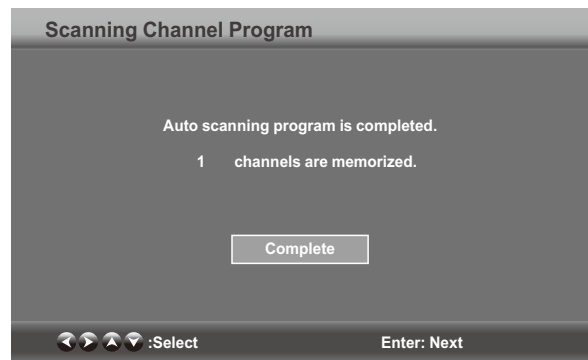 Scanning Channel Program
Auto scanning program is completed.
1 channels are memorized.
Complete
:Select Enter: Next